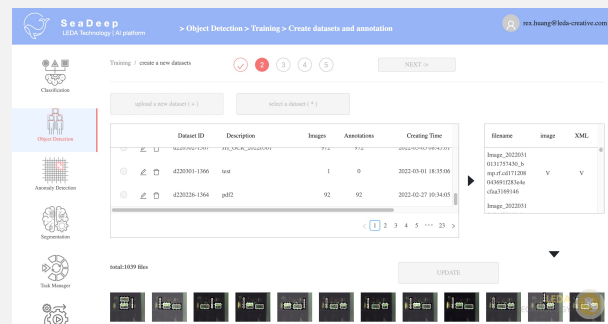 SeaDeep
LEDA Technology | AI platform
> Object Detection > Training > Create datasets and annotation
rex.huang@leda-creative.com
Training / create a new datasets
2 3 4 5
NEXT ->
Classification
upload a new dataset ( + )
select a dataset ( * )
Object Detection
Dataset ID Description Images Annotations Creating Time
filename image XML
d220301-1366 test 1 0 2022-03-01 18:35:06
d220226-1364 pdf2 92 92 2022-02-27 10:34:05
Image_2022031
0131757430_b
mp.rf.cd171208
043691f283e4e
cfaa3169146
V V
Image_2022031
Anomaly Detection
< 1 2 3 4 5 ··· 23 >
Segmentation
total:1039 files
UPDATE
Task Manager